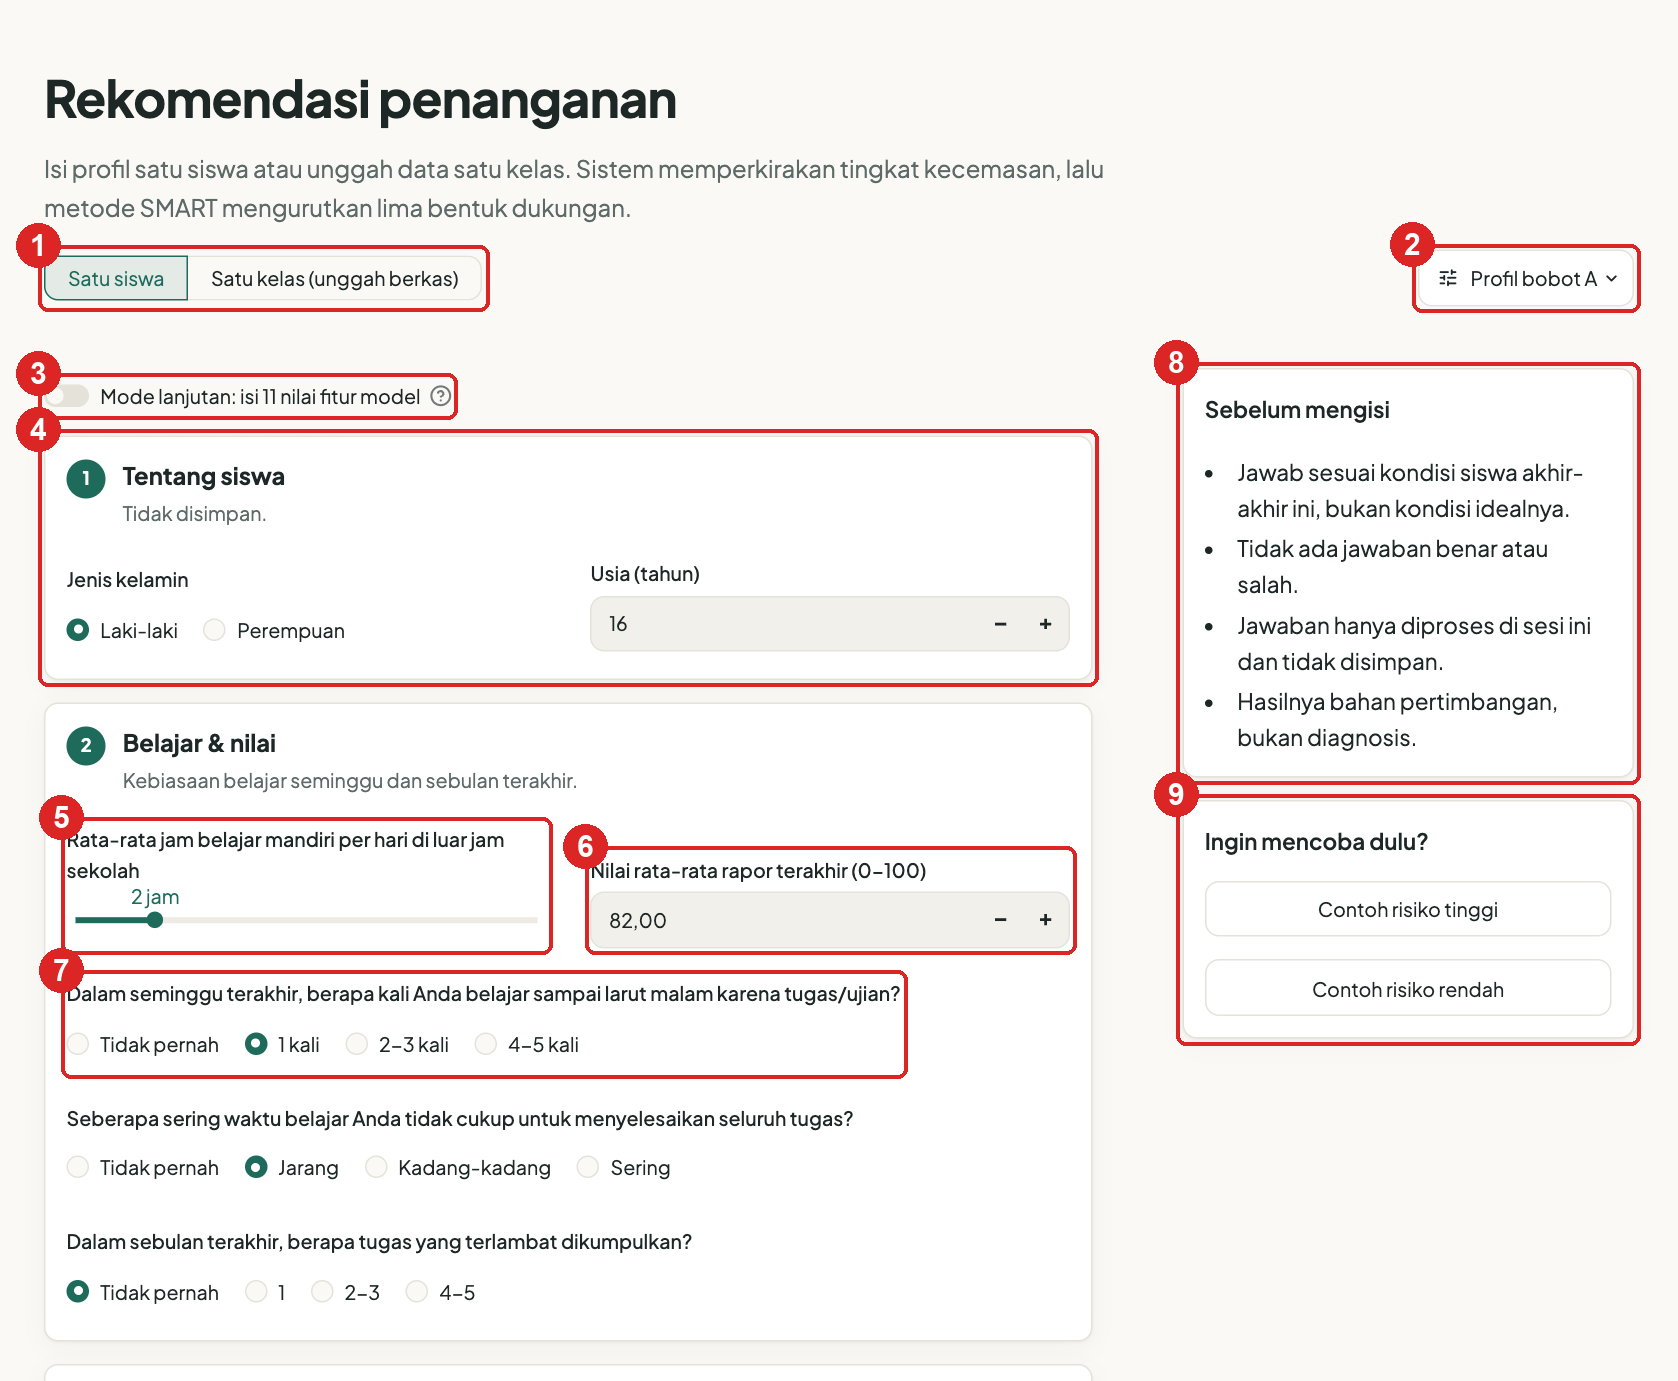 Rekomendasi penanganan
Isi profil satu siswa atau unggah data satu kelas. Sistem memperkirakan tingkat kecemasan, lalu
metode SMART mengurutkan lima bentuk dukungan.
1
Satu siswa
Satu kelas (unggah berkas)
2
Profil bobot A
3
Mode lanjutan: isi 11 nilai fitur model
?
4
1
Tentang siswa
Tidak disimpan.
Jenis kelamin
Laki-laki
Perempuan
Usia (tahun)
16
−
+
2
Belajar & nilai
Kebiasaan belajar seminggu dan sebulan terakhir.
5
Rata-rata jam belajar mandiri per hari di luar jam
sekolah
2 jam
6
Nilai rata-rata rapor terakhir (0–100)
82,00
−
+
7
Dalam seminggu terakhir, berapa kali Anda belajar sampai larut malam karena tugas/ujian?
Tidak pernah
1 kali
2–3 kali
4–5 kali
Seberapa sering waktu belajar Anda tidak cukup untuk menyelesaikan seluruh tugas?
Tidak pernah
Jarang
Kadang-kadang
Sering
Dalam sebulan terakhir, berapa tugas yang terlambat dikumpulkan?
Tidak pernah
1
2–3
4–5
8
Sebelum mengisi
• Jawab sesuai kondisi siswa akhir-
akhir ini, bukan kondisi idealnya.
• Tidak ada jawaban benar atau
salah.
• Jawaban hanya diproses di sesi ini
dan tidak disimpan.
• Hasilnya bahan pertimbangan,
bukan diagnosis.
9
Ingin mencoba dulu?
Contoh risiko tinggi
Contoh risiko rendah